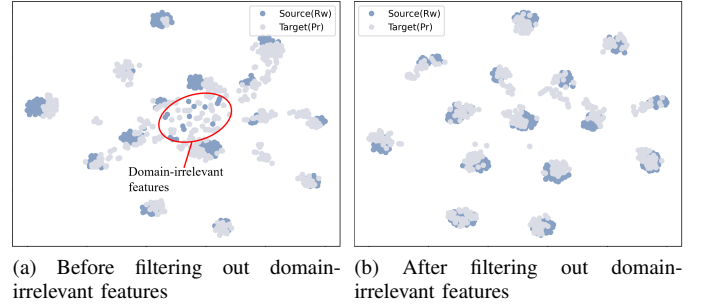 Source(Rw)
Target(Pr)
Domain-irrelevant
features
Source(Rw)
Target(Pr)
(a) Before filtering out domain-
irrelevant features
(b) After filtering out domain-
irrelevant features